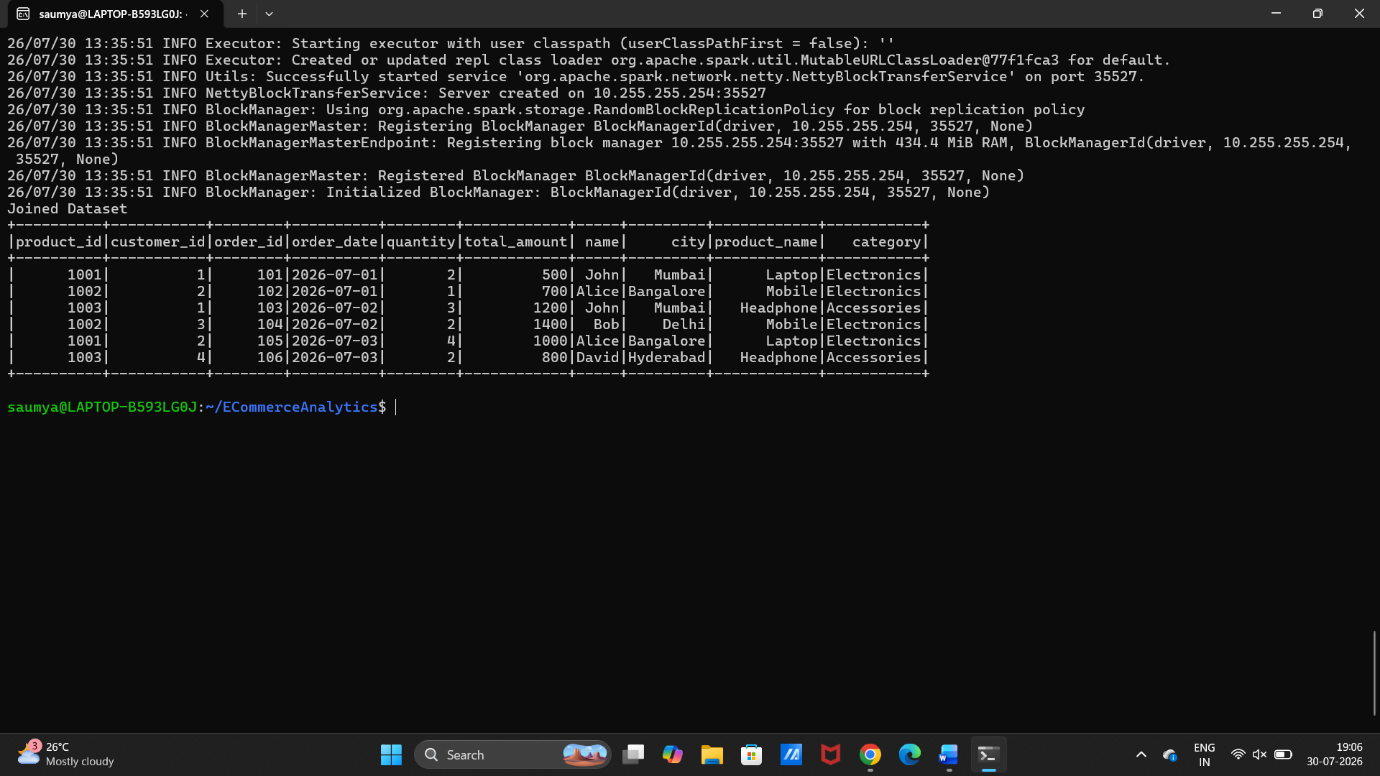 saumya@LAPTOP-B593LG0J: ·
26/07/30 13:35:51 INFO Executor: Starting executor with user classpath (userClassPathFirst = false): ''
26/07/30 13:35:51 INFO Executor: Created or updated repl class loader org.apache.spark.util.MutableURLClassLoader@77f1fca3 for default.
26/07/30 13:35:51 INFO Utils: Successfully started service 'org.apache.spark.network.netty.NettyBlockTransferService' on port 35527.
26/07/30 13:35:51 INFO NettyBlockTransferService: Server created on 10.255.255.254:35527
26/07/30 13:35:51 INFO BlockManager: Using org.apache.spark.storage.RandomBlockReplicationPolicy for block replication policy
26/07/30 13:35:51 INFO BlockManagerMaster: Registering BlockManager BlockManagerId(driver, 10.255.255.254, 35527, None)
26/07/30 13:35:51 INFO BlockManagerMasterEndpoint: Registering block manager 10.255.255.254:35527 with 434.4 MiB RAM, BlockManagerId(driver, 10.255.255.254,
 35527, None)
26/07/30 13:35:51 INFO BlockManagerMaster: Registered BlockManager BlockManagerId(driver, 10.255.255.254, 35527, None)
26/07/30 13:35:51 INFO BlockManager: Initialized BlockManager: BlockManagerId(driver, 10.255.255.254, 35527, None)
Joined Dataset
+----------+-----------+--------+----------+--------+------------+-----+---------+------------+-----------+
|product_id|customer_id|order_id|order_date|quantity|total_amount| name|     city|product_name|   category|
+----------+-----------+--------+----------+--------+------------+-----+---------+------------+-----------+
|      1001|          1|     101|2026-07-01|       2|         500| John|   Mumbai|      Laptop|Electronics|
|      1002|          2|     102|2026-07-01|       1|         700|Alice|Bangalore|      Mobile|Electronics|
|      1003|          1|     103|2026-07-02|       3|        1200| John|   Mumbai|   Headphone|Accessories|
|      1002|          3|     104|2026-07-02|       2|        1400|  Bob|    Delhi|      Mobile|Electronics|
|      1001|          2|     105|2026-07-03|       4|        1000|Alice|Bangalore|      Laptop|Electronics|
|      1003|          4|     106|2026-07-03|       2|         800|David|Hyderabad|   Headphone|Accessories|
+----------+-----------+--------+----------+--------+------------+-----+---------+------------+-----------+
saumya@LAPTOP-B593LG0J:~/ECommerceAnalytics$
3
26°C
Mostly cloudy
Search
ENG
IN
19:06
30-07-2026